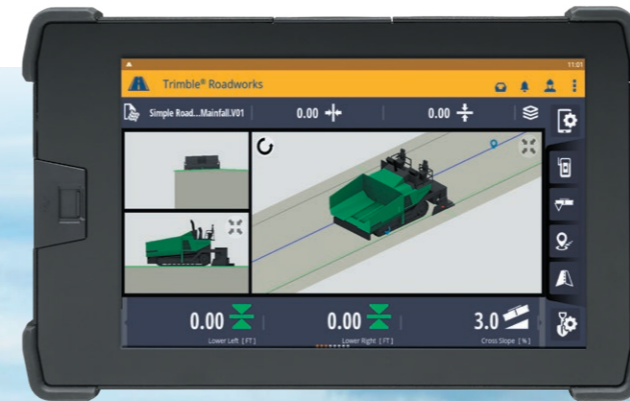 11:01
Trimble® Roadworks
Simple Road...Mainfall.V01 0.00 0.00
0.00 0.00 3.0
Lower Left [FT] Lower Right [FT] Cross Slope [%]